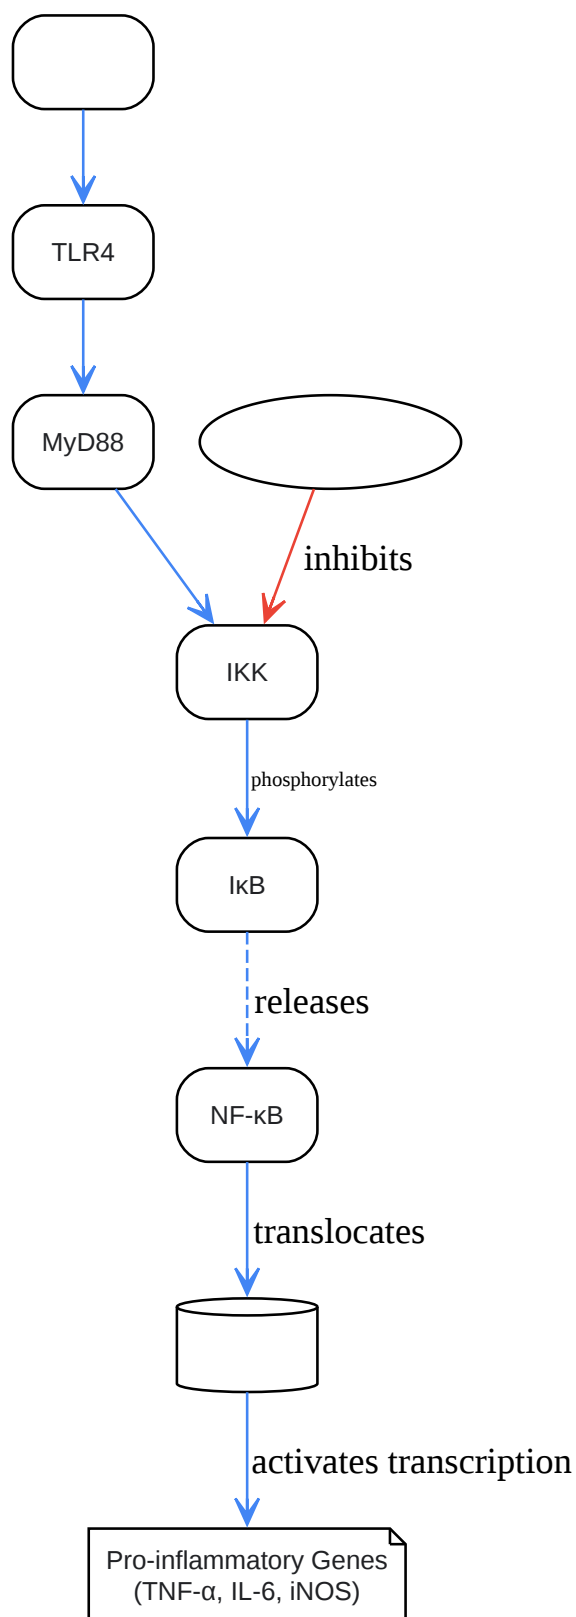 TLR4
MyD88
inhibits
IKK
phosphorylates
IκB
releases
NF-κB
translocates
activates transcription
Pro-inflammatory Genes
(TNF-α, IL-6, iNOS)